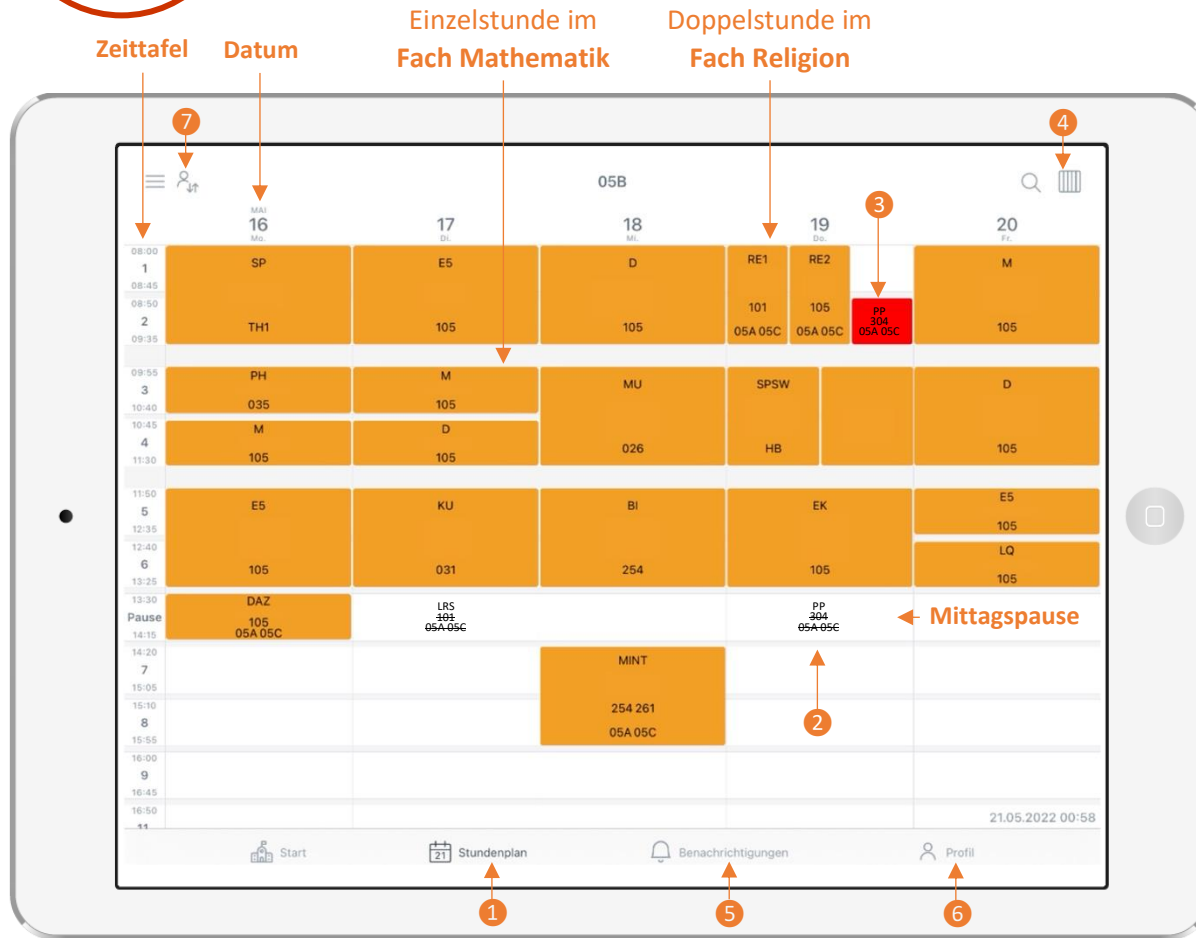 Einzelstunde im
Fach Mathematik
Doppelstunde im
Fach Religion
Zeittafel
Datum
7
4
05B
MAI
16
Mo.
17
Di.
18
Mi.
19
Do.
20
Fr.
3
08:00
1
08:45
SP
TH1
E5
105
D
105
RE1
101
05A 05C
RE2
105
05A 05C
M
105
08:50
2
09:35
PP
304
05A 05C
09:55
3
10:40
PH
035
M
105
MU
026
SPSW
HB
D
105
10:45
4
11:30
M
105
D
105
11:50
5
12:35
E5
105
KU
031
BI
254
EK
105
E5
105
12:40
6
13:25
LQ
105
13:30
Pause
14:15
DAZ
105
05A 05C
LRS
101
05A 05C
PP
304
05A 05C
Mittagspause
14:20
7
15:05
MINT
254 261
05A 05C
2
15:10
8
15:55
16:00
9
16:45
16:50
11
21.05.2022 00:58
Start
21 Stundenplan
Benachrichtigungen
Profil
1
5
6